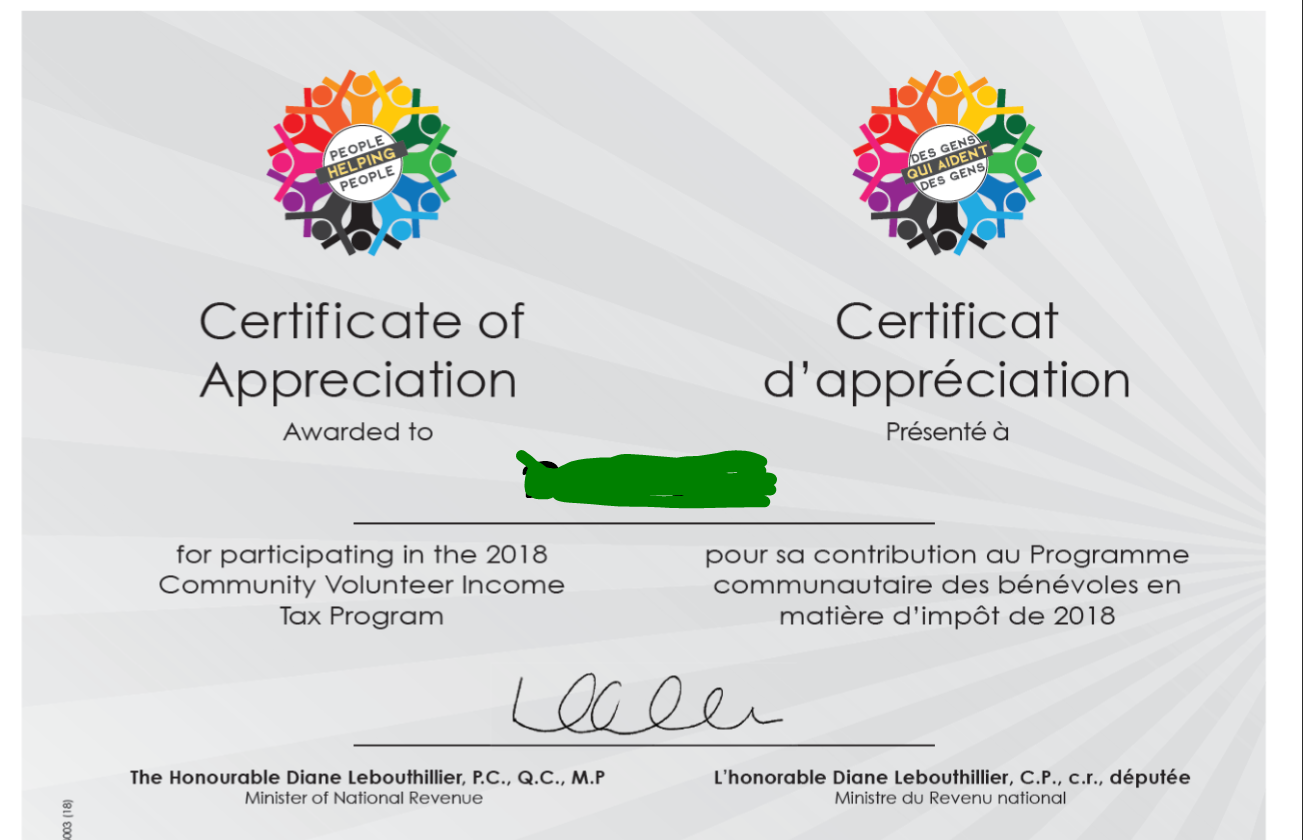 PEOPLE
HELPING
PEOPLE
DES GENS
QUI AIDENT
DES GENS
Certificate of
Appreciation
Awarded to
Certificat
d’appréciation
Présenté à
for participating in the 2018
Community Volunteer Income
Tax Program
pour sa contribution au Programme
communautaire des bénévoles en
matière d’impôt de 2018
The Honourable Diane Lebouthillier, P.C., Q.C., M.P
Minister of National Revenue
L’honorable Diane Lebouthillier, C.P., c.r., députée
Ministre du Revenu national
(18)